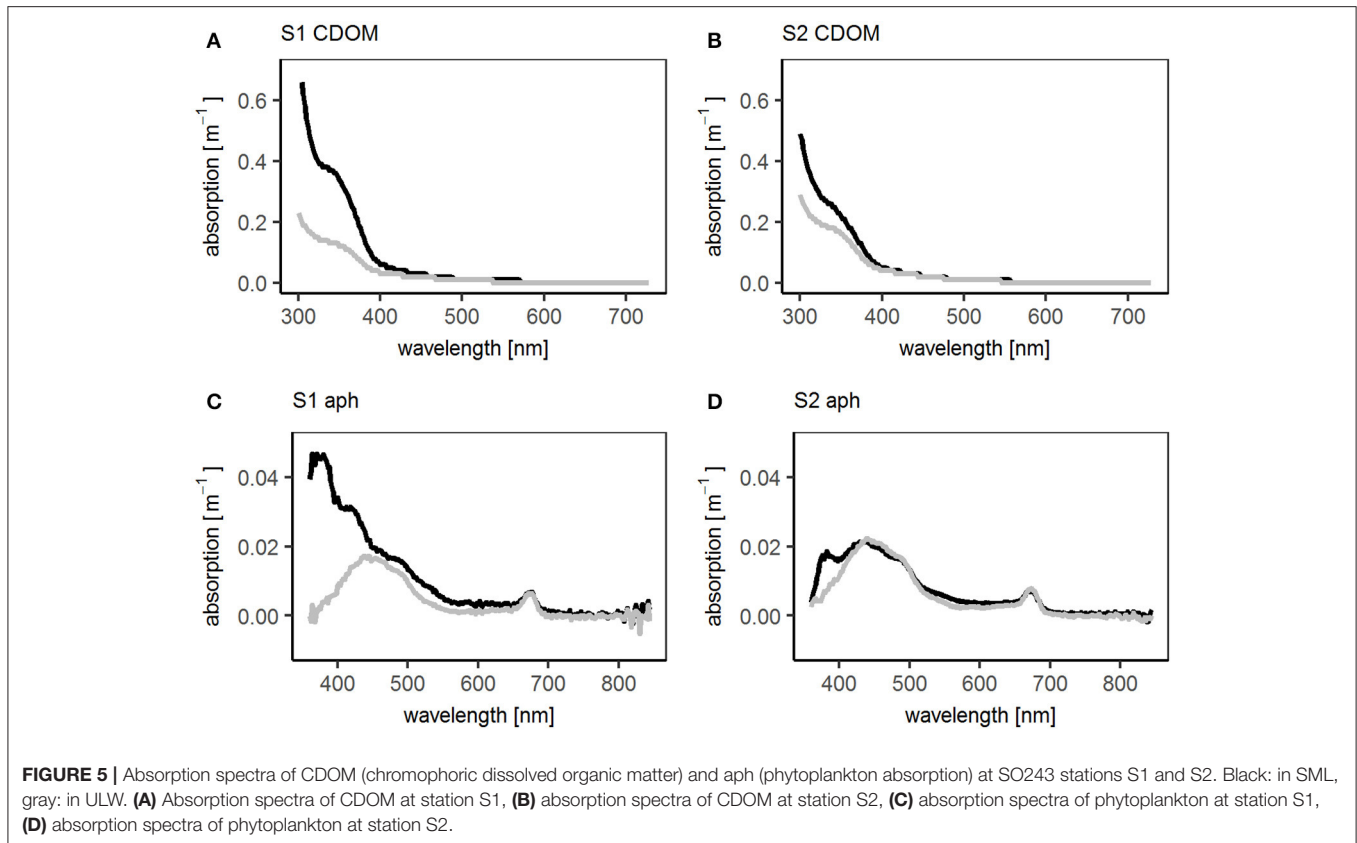 A S1 CDOM
absorption [m−1]
0.6
0.4
0.2
0.0
300 400 500 600 700
wavelength [nm]
B S2 CDOM
absorption [m−1]
0.6
0.4
0.2
0.0
300 400 500 600 700
wavelength [nm]
C S1 aph
absorption [m−1]
0.04
0.02
0.00
400 500 600 700 800
wavelength [nm]
D S2 aph
absorption [m−1]
0.04
0.02
0.00
400 500 600 700 800
wavelength [nm]
FIGURE 5 | Absorption spectra of CDOM (chromophoric dissolved organic matter) and aph (phytoplankton absorption) at SO243 stations S1 and S2. Black: in SML,
gray: in ULW. (A) Absorption spectra of CDOM at station S1, (B) absorption spectra of CDOM at station S2, (C) absorption spectra of phytoplankton at station S1,
(D) absorption spectra of phytoplankton at station S2.